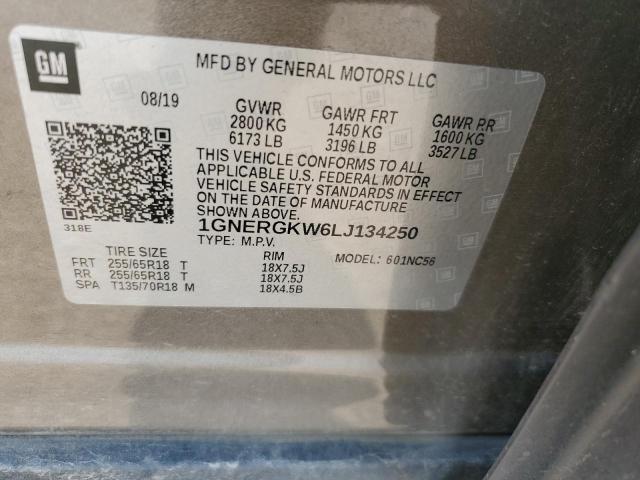 GM
MFD BY GENERAL MOTORS LLC
08/19 GVWR GAWR FRT GAWR RR
2800 KG 1450 KG 1600 KG
6173 LB 3196 LB 3527 LB
THIS VEHICLE CONFORMS TO ALL
APPLICABLE U.S. FEDERAL MOTOR
VEHICLE SAFETY STANDARDS IN EFFECT
ON THE DATE OF MANUFACTURE
SHOWN ABOVE.
318E 1GNERGKW6LJ134250
TYPE: M.P.V. MODEL: 601NC56
TIRE SIZE RIM
FRT 255/65R18 T 18X7.5J
RR 255/65R18 T 18X7.5J
SPA T135/70R18 M 18X4.5B